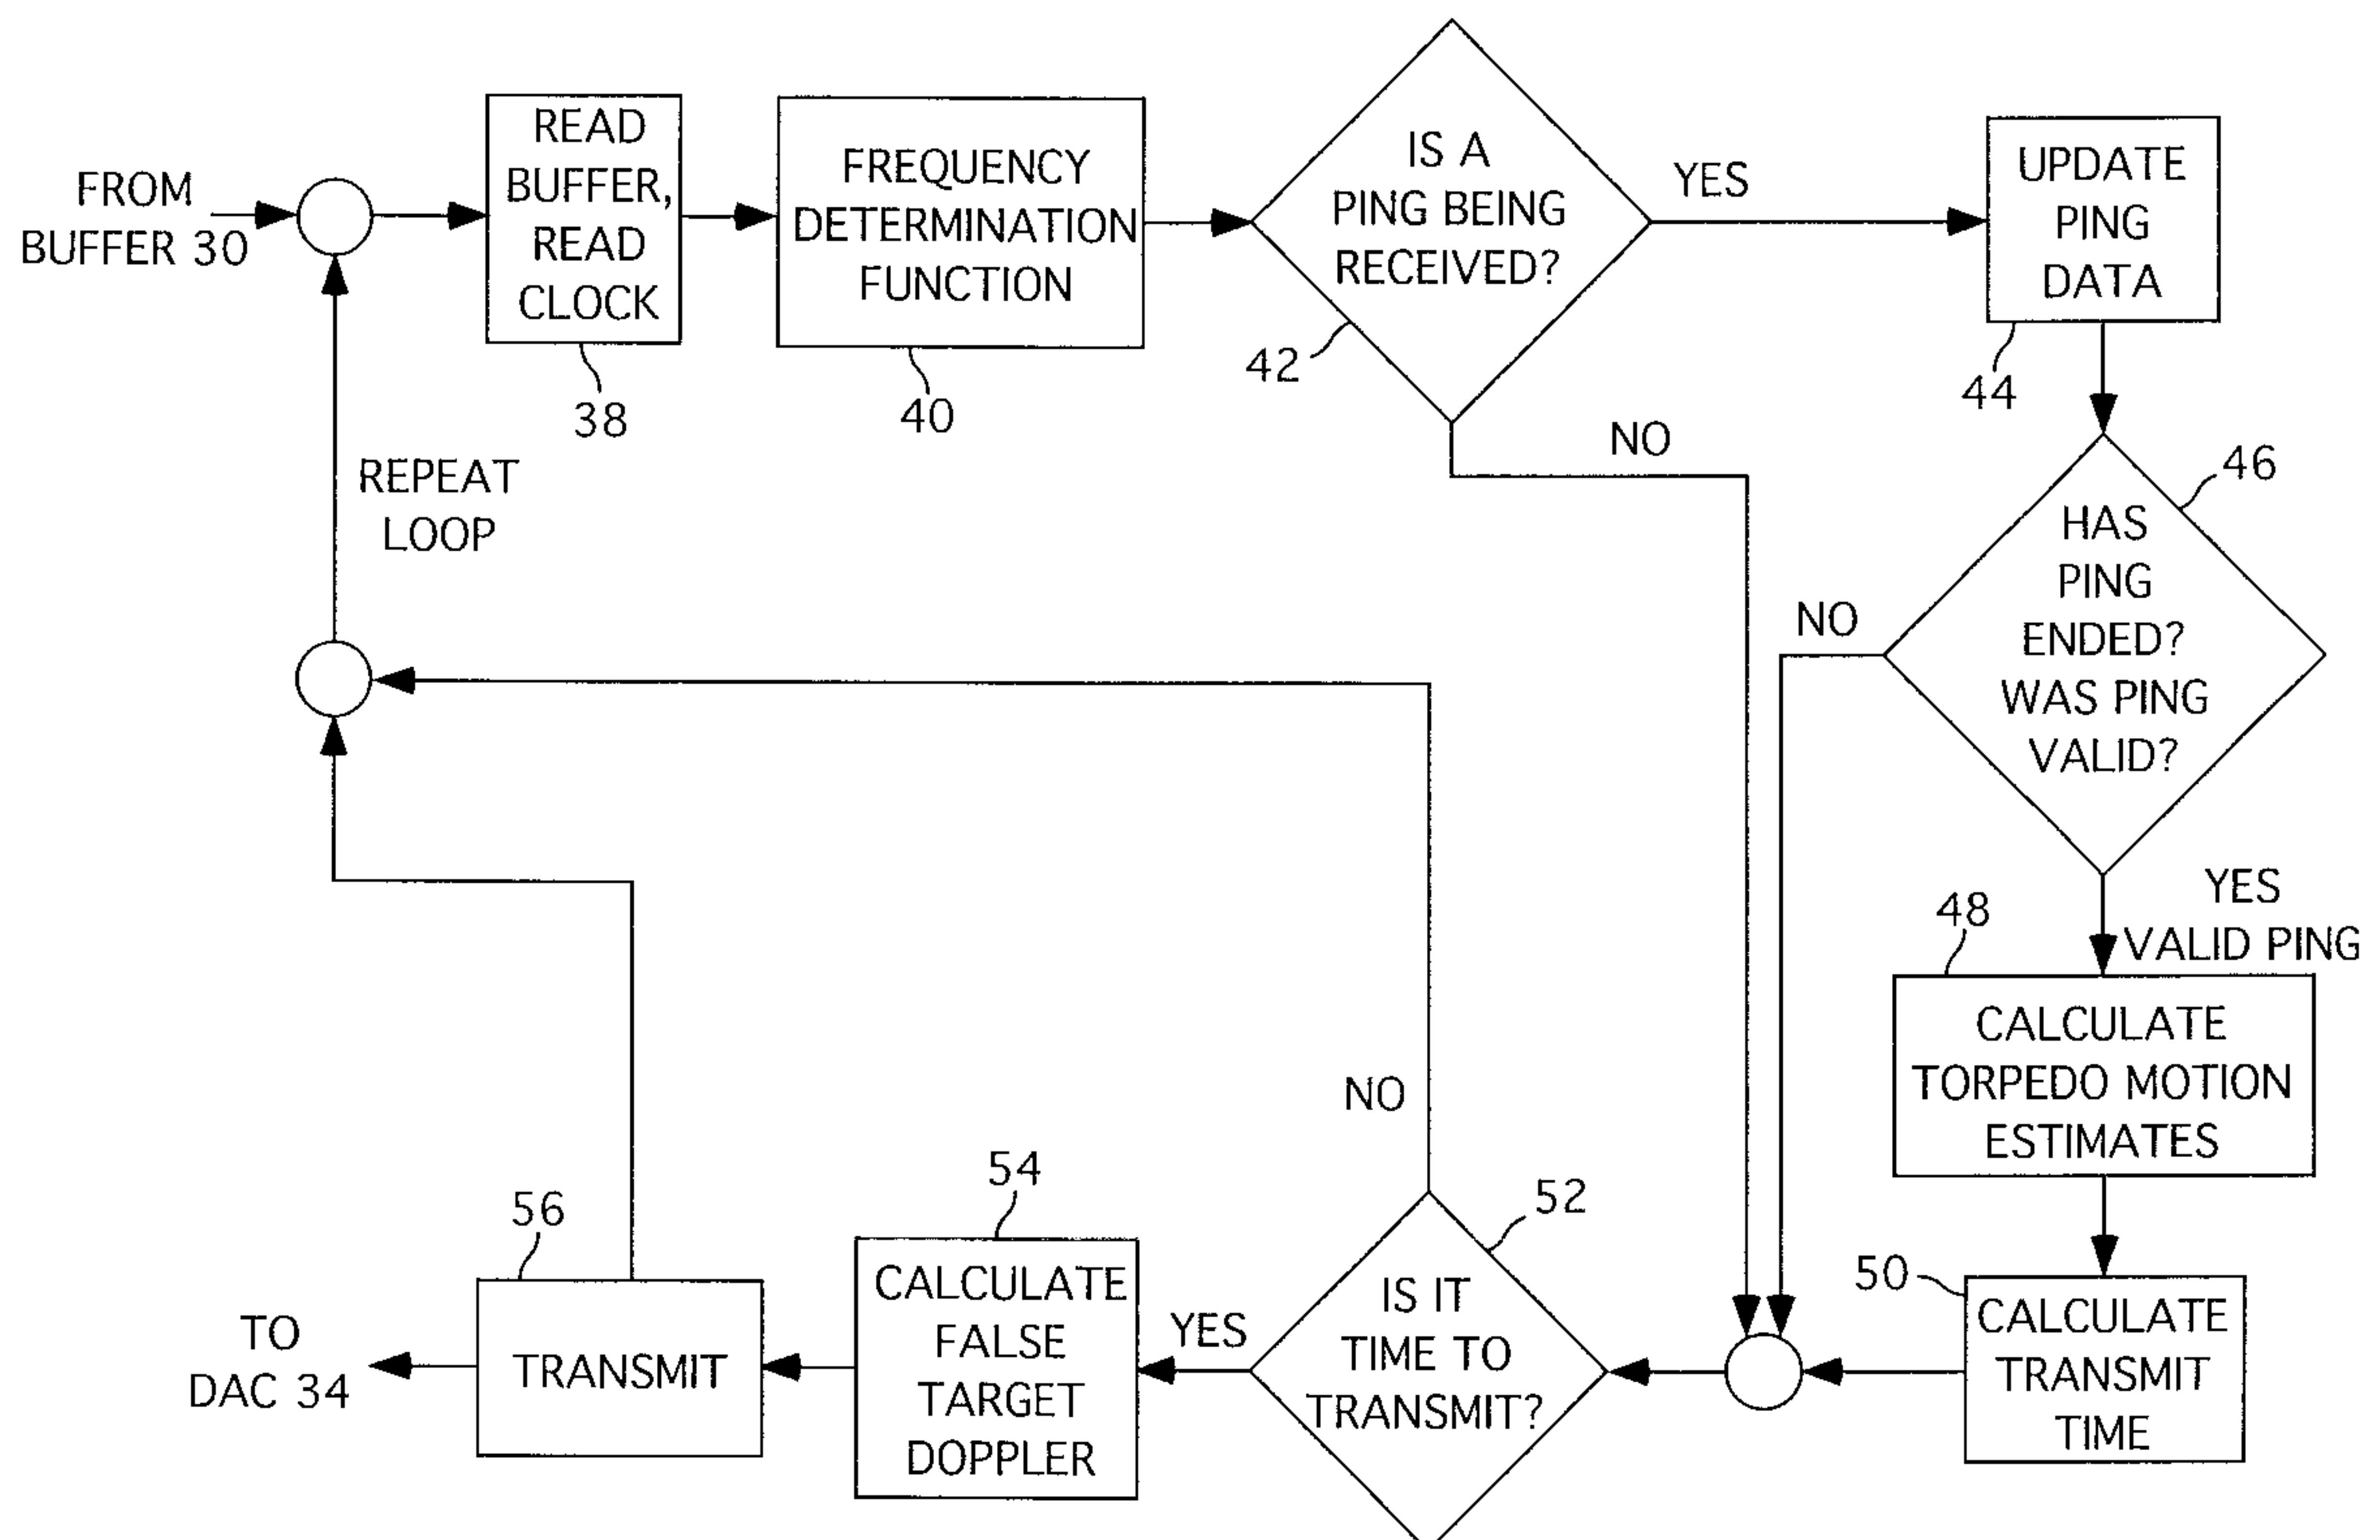 FROM
BUFFER 30
READ
BUFFER,
READ
CLOCK
38
FREQUENCY
DETERMINATION
FUNCTION
40
IS A
PING BEING
RECEIVED?
42
YES
NO
UPDATE
PING
DATA
44
46
HAS
PING
ENDED?
WAS PING
VALID?
NO
YES
VALID PING
48
CALCULATE
TORPEDO MOTION
ESTIMATES
50
CALCULATE
TRANSMIT
TIME
52
IS IT
TIME TO
TRANSMIT?
NO
YES
54
CALCULATE
FALSE
TARGET
DOPPLER
56
TRANSMIT
TO
DAC 34
REPEAT
LOOP